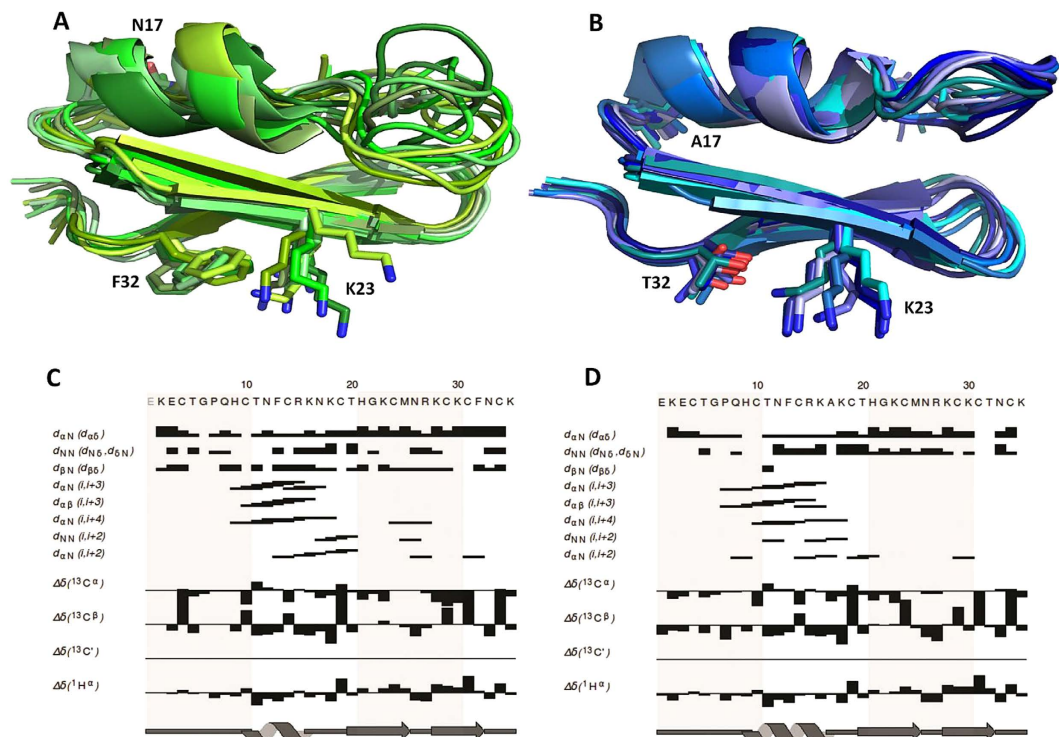 A
N17
F32
K23
B
A17
T32
K23
C
10 20 30
E K E C T G P Q H C T N F C R K N K C T H G K C M N R K C K C F N C K
dαN (dαδ)
dNN (dNδ, dδN)
dβN (dβδ)
dαN (i,i+3)
dαβ (i,i+3)
dαN (i,i+4)
dNN (i,i+2)
dαN (i,i+2)
Δδ(¹³Cα)
Δδ(¹³Cβ)
Δδ(¹³C')
Δδ(¹Hα)
D
10 20 30
E K E C T G P Q H C T N F C R K A K C T H G K C M N R K C K C T N C K
dαN (dαδ)
dNN (dNδ, dδN)
dβN (dβδ)
dαN (i,i+3)
dαβ (i,i+3)
dαN (i,i+4)
dNN (i,i+2)
dαN (i,i+2)
Δδ(¹³Cα)
Δδ(¹³Cβ)
Δδ(¹³C')
Δδ(¹Hα)